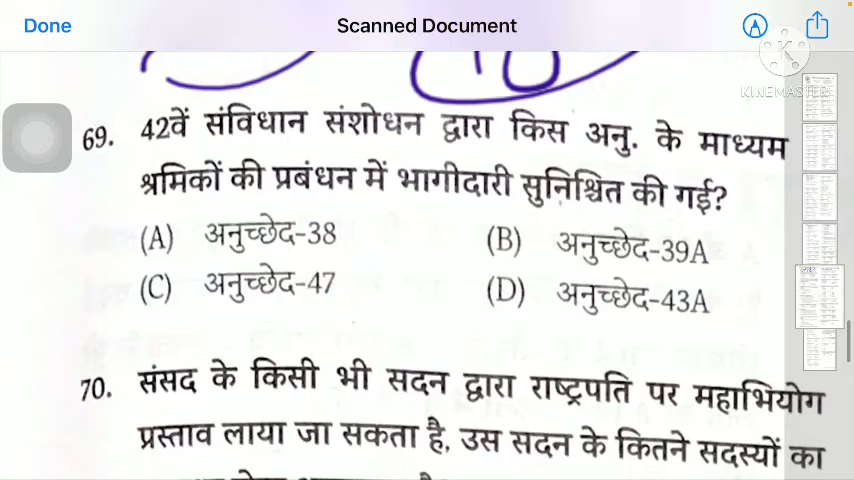 Done
Scanned Document
KINEMASTER
69. 42वें संविधान संशोधन द्वारा किस अनु. के माध्यम
श्रमिकों की प्रबंधन में भागीदारी सुनिश्चित की गई?
(A) अनुच्छेद-38 (B) अनुच्छेद-39A
(C) अनुच्छेद-47 (D) अनुच्छेद-43A
70. संसद के किसी भी सदन द्वारा राष्ट्रपति पर महाभियोग
प्रस्ताव लाया जा सकता है, उस सदन के कितने सदस्यों का